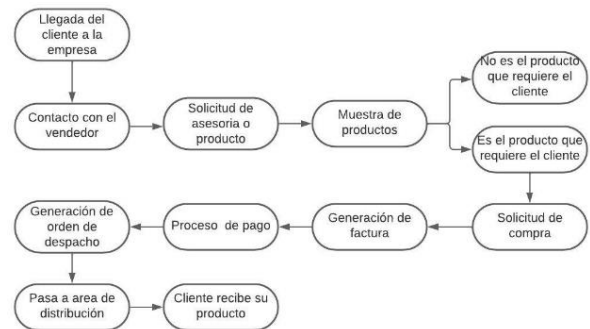 Llegada del
cliente a la
empresa
Contacto con el
vendedor
Solicitud de
asesoria o
producto
Muestra de
productos
No es el producto
que requiere el
cliente
Es el producto que
requiere el cliente
Solicitud de
compra
Generación de
factura
Proceso de pago
Generación de
orden de
despacho
Pasa a area de
distribución
Cliente recibe su
producto